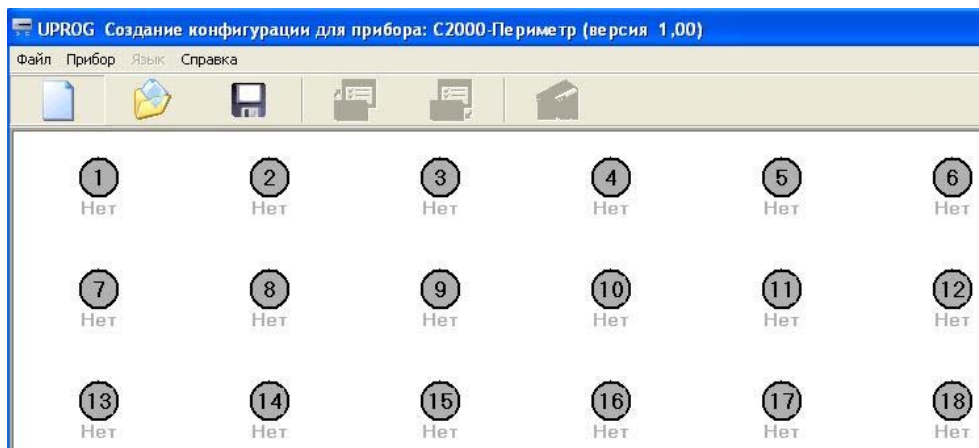 UPROG Создание конфигурации для прибора: С2000-Периметр (версия 1,00)
Файл Прибор Язык Справка
1 2 3 4 5 6
Нет Нет Нет Нет Нет Нет
7 8 9 10 11 12
Нет Нет Нет Нет Нет Нет
13 14 15 16 17 18
Нет Нет Нет Нет Нет Нет